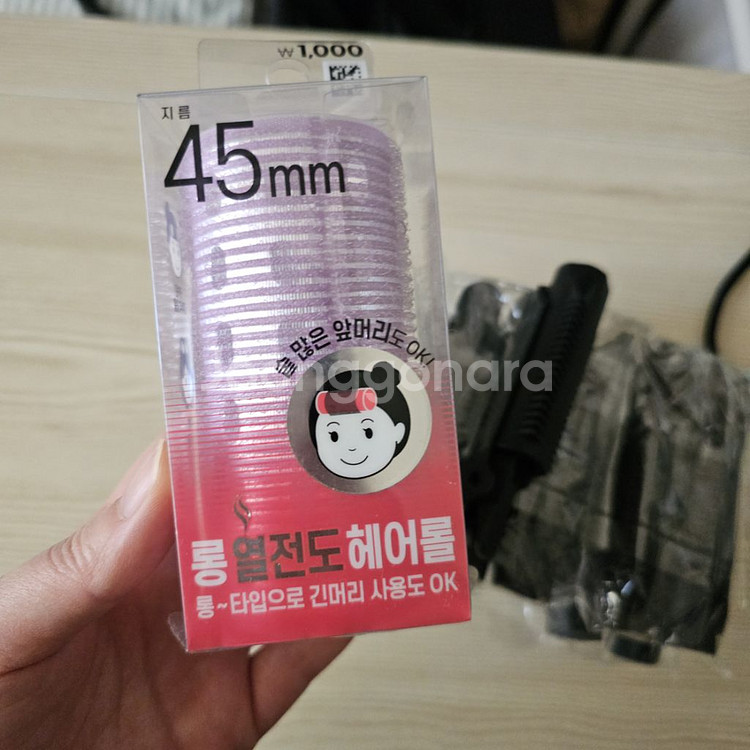 ₩1,000
지름
45mm
숱 많은 앞머리도 OK!
nggonara
롱 열전도 헤어롤
롱~타입으로 긴머리 사용도 OK